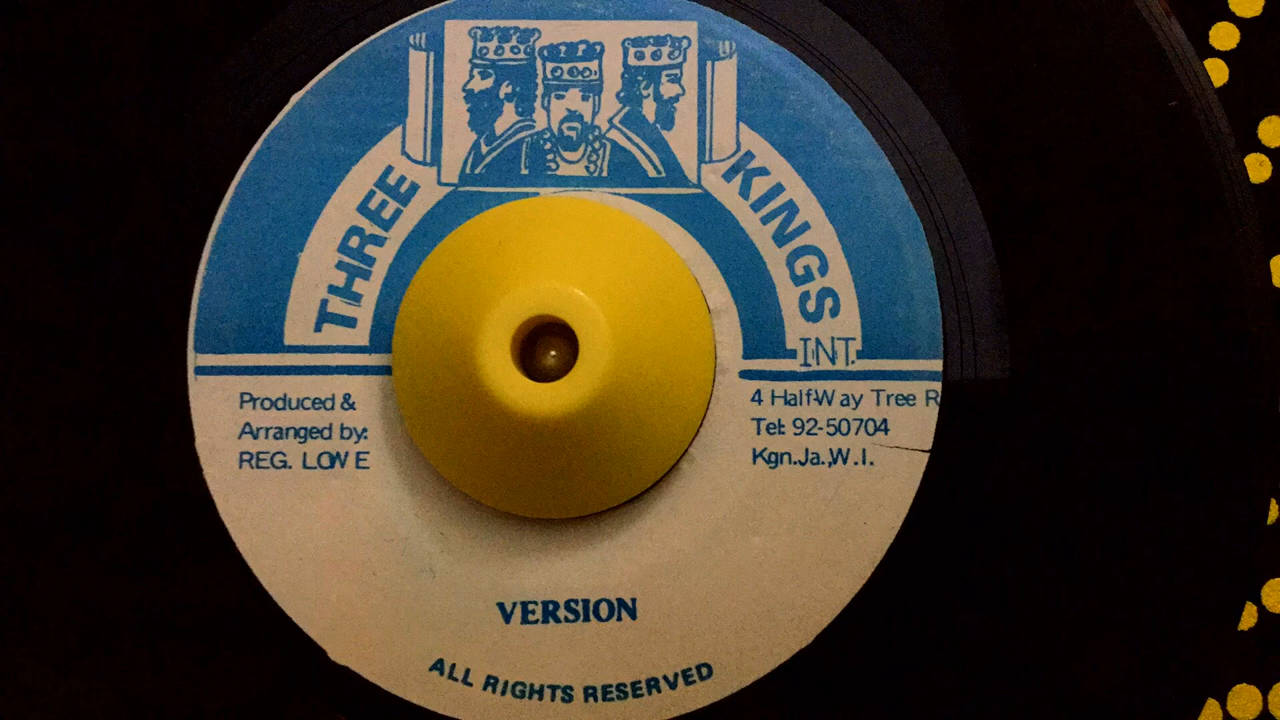 THREE KINGS
INT.
Produced &
Arranged by:
REG. LOWE
4 Half-Way Tree R
Tel: 92-50704
Kgn.Ja.,W.I.
VERSION
ALL RIGHTS RESERVED